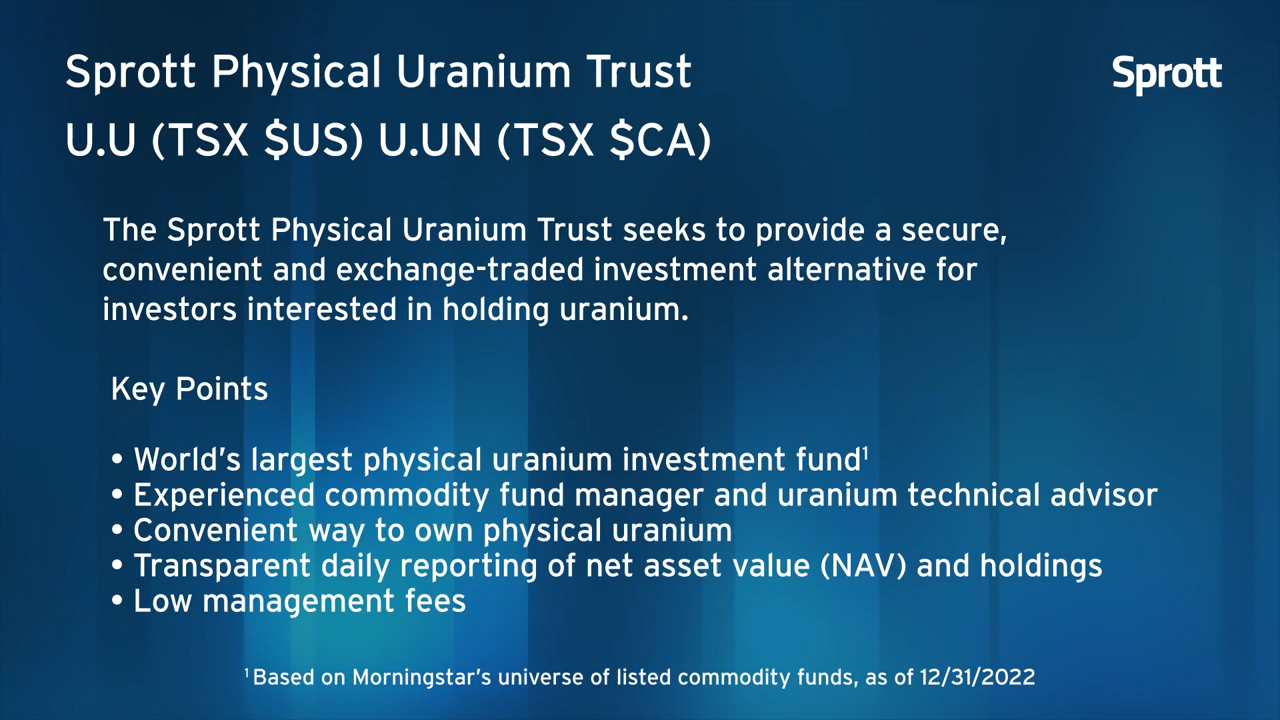 Sprott Physical Uranium Trust
Sprott
U.U (TSX $US) U.UN (TSX $CA)
The Sprott Physical Uranium Trust seeks to provide a secure,
convenient and exchange-traded investment alternative for
investors interested in holding uranium.
Key Points
• World’s largest physical uranium investment fund¹
• Experienced commodity fund manager and uranium technical advisor
• Convenient way to own physical uranium
• Transparent daily reporting of net asset value (NAV) and holdings
• Low management fees
¹ Based on Morningstar’s universe of listed commodity funds, as of 12/31/2022